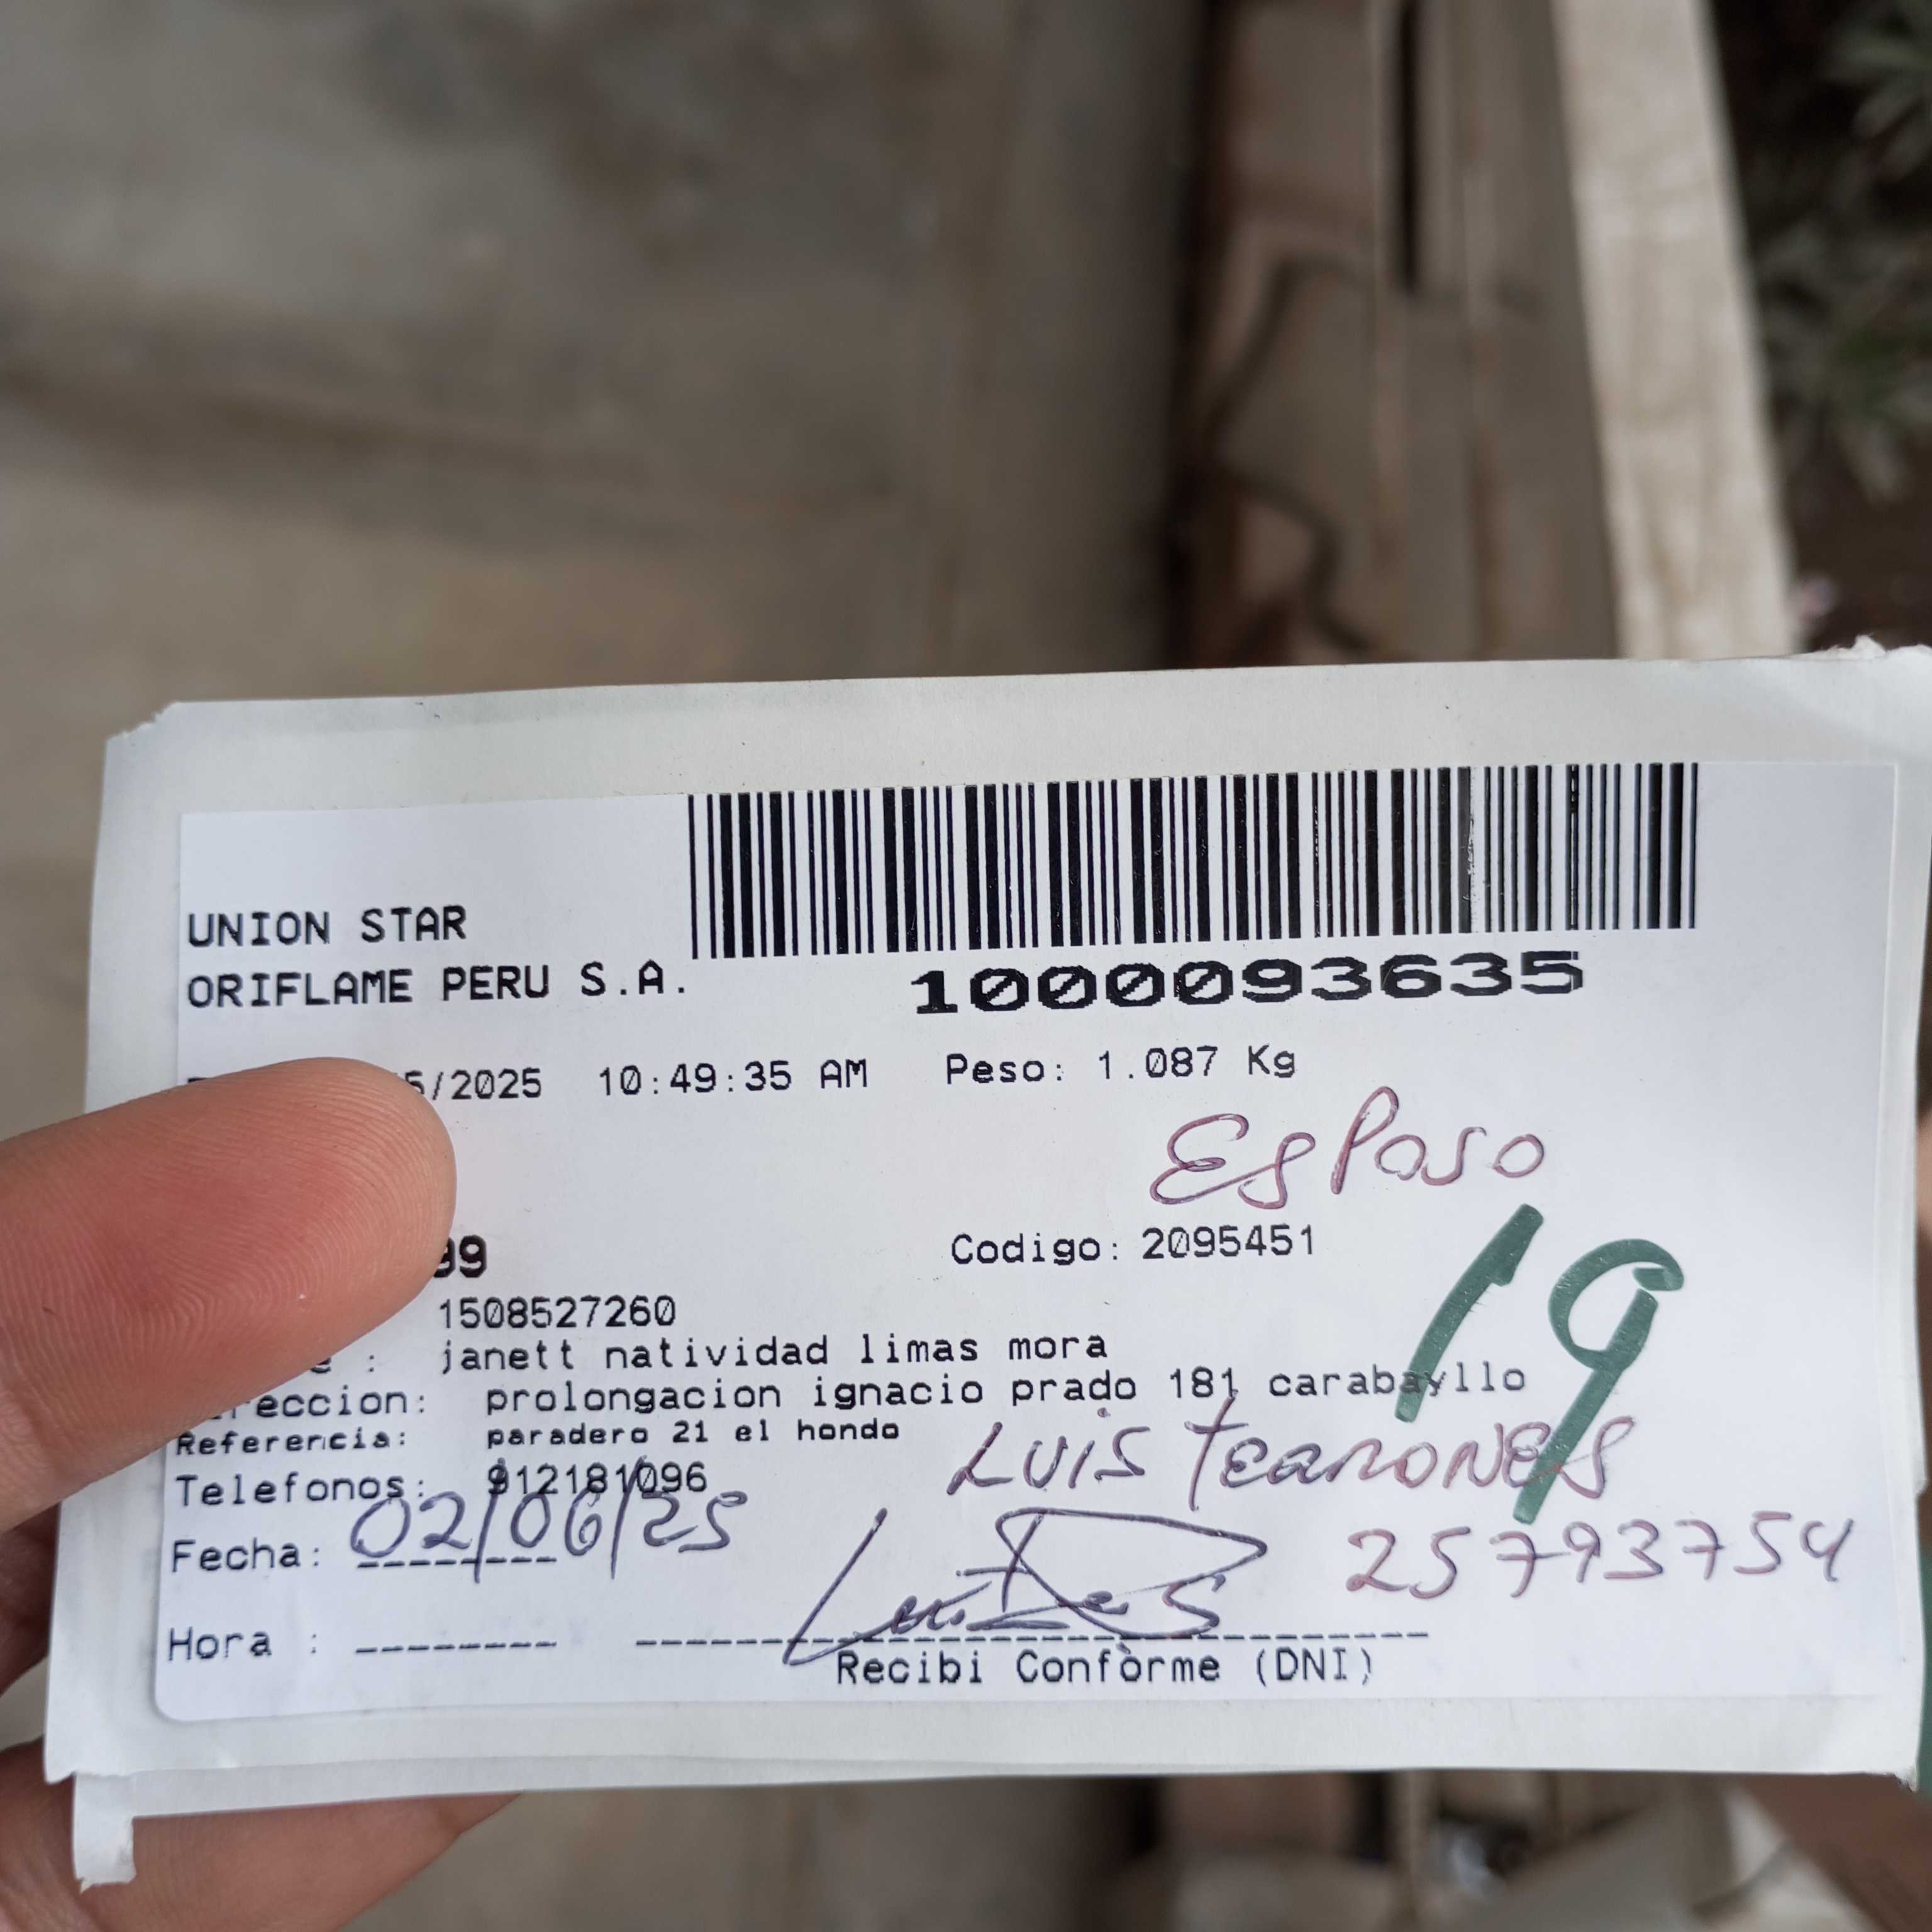 UNION STAR
ORIFLAME PERU S.A.
1000093635
5/2025 10:49:35 AM Peso: 1.087 Kg
Esposo
99 Codigo: 2095451
19
1508527260
e : janett natividad limas mora
reccion: prolongacion ignacio prado 181 carabayllo
Referencia: paradero 21 el hondo
LUIS
Telefonos: 912181096
Fecha: 02/06/25
25793754
Hora : -------- 
Recibi Conforme (DNI)